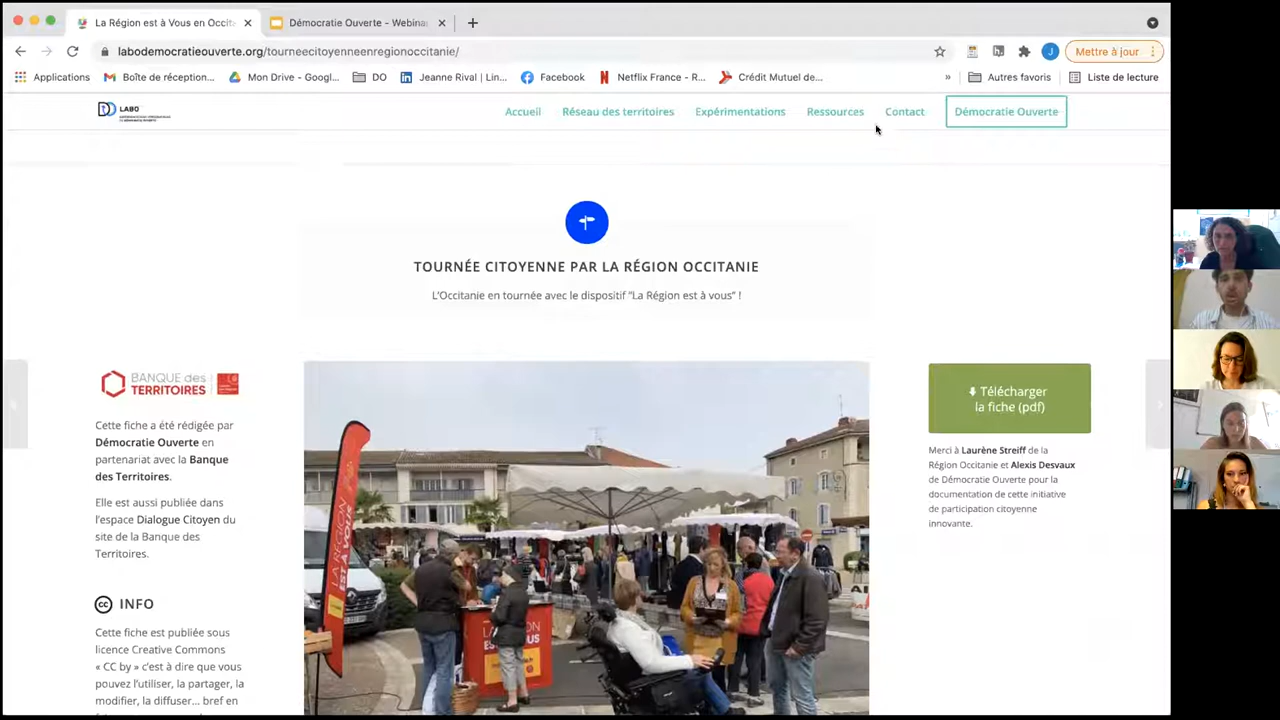 La Région est à Vous en Occit
Démocratie Ouverte - Webina
labodemocratieouverte.org/tourneecitoyenneenregionoccitanie/
J
Mettre à jour
Applications
Boîte de réception...
Mon Drive - Googl...
DO
Jeanne Rival | Lin...
Facebook
Netflix France - R...
Crédit Mutuel de...
»
Autres favoris
Liste de lecture
LABO
Accueil
Réseau des territoires
Expérimentations
Ressources
Contact
Démocratie Ouverte
TOURNÉE CITOYENNE PAR LA RÉGION OCCITANIE
L'Occitanie en tournée avec le dispositif "La Région est à vous" !
BANQUE des
TERRITOIRES
Cette fiche a été rédigée par
Démocratie Ouverte en
partenariat avec la Banque
des Territoires.
Elle est aussi publiée dans
l'espace Dialogue Citoyen du
site de la Banque des
Territoires.
cc INFO
Cette fiche est publiée sous
licence Creative Commons
« CC by » c'est à dire que vous
pouvez l'utiliser, la partager, la
modifier, la diffuser... bref en
LA RÉGION EST À VOUS
Télécharger
la fiche (pdf)
Merci à Laurène Streiff de la
Région Occitanie et Alexis Desvaux
de Démocratie Ouverte pour la
documentation de cette initiative
de participation citoyenne
innovante.